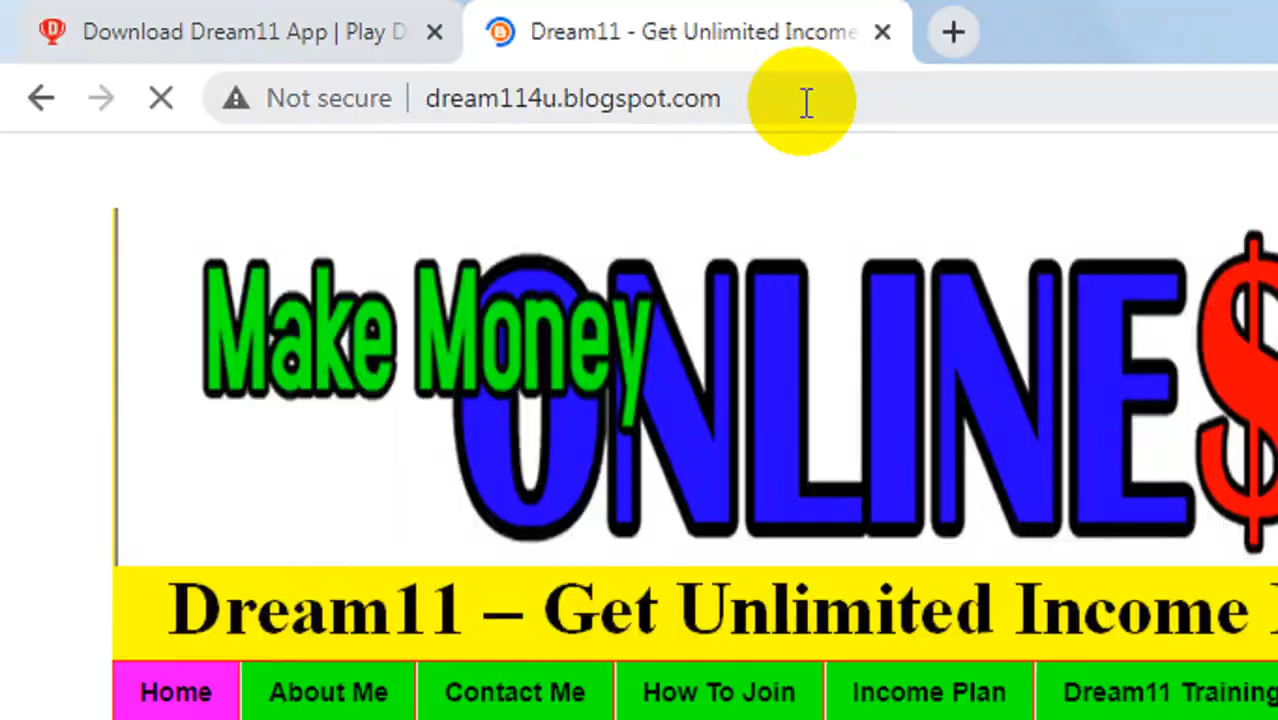 Download Dream11 App | Play D
Dream11 - Get Unlimited Income
Not secure
dream114u.blogspot.com
Make Money ONLINE$
Dream11 – Get Unlimited Income
Home About Me Contact Me How To Join Income Plan Dream11 Training